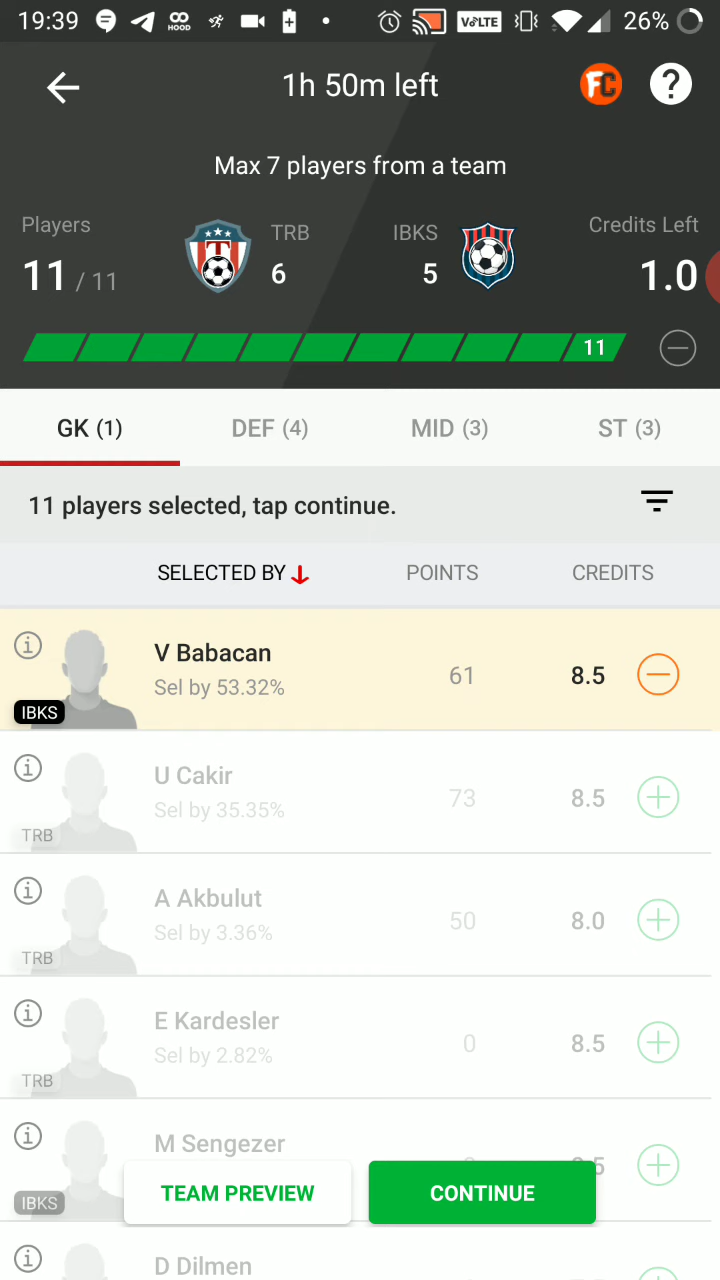 19:39 HOOD VoLTE 26%
1h 50m left FC ?
Max 7 players from a team
Players TRB IBKS Credits Left
11 / 11 6 5 1.0
11
GK (1) DEF (4) MID (3) ST (3)
11 players selected, tap continue.
SELECTED BY POINTS CREDITS
V Babacan
Sel by 53.32% 61 8.5
IBKS
U Cakir
Sel by 35.35% 73 8.5
TRB
A Akbulut
Sel by 3.36% 50 8.0
TRB
E Kardesler
Sel by 2.82% 0 8.5
TRB
M Sengezer
IBKS
TEAM PREVIEW CONTINUE
D Dilmen